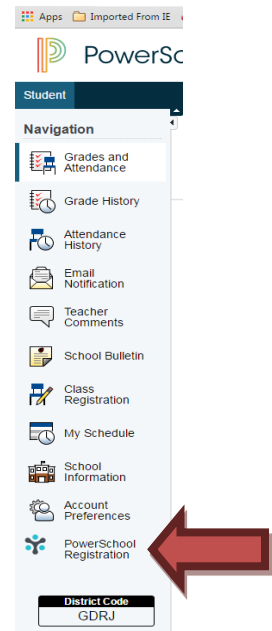 Apps Imported From IE
PowerSc
Student
Navigation
Grades and
Attendance
Grade History
Attendance
History
Email
Notification
Teacher
Comments
School Bulletin
Class
Registration
My Schedule
School
Information
Account
Preferences
PowerSchool
Registration
District Code
GDRJ